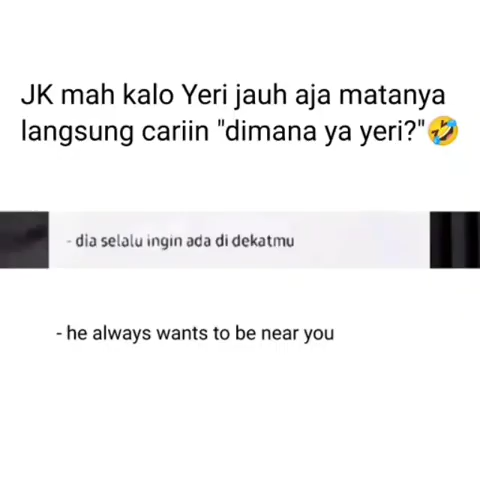 JK mah kalo Yeri jauh aja matanya
langsung cariin "dimana ya yeri?"🤣
- dia selalu ingin ada di dekatmu
- he always wants to be near you